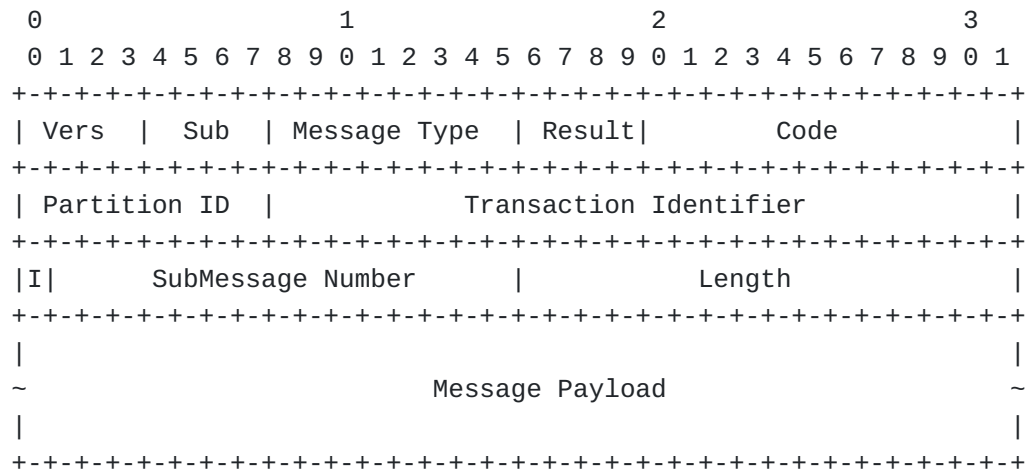 0                   1                   2                   3
 0 1 2 3 4 5 6 7 8 9 0 1 2 3 4 5 6 7 8 9 0 1 2 3 4 5 6 7 8 9 0 1
+-+-+-+-+-+-+-+-+-+-+-+-+-+-+-+-+-+-+-+-+-+-+-+-+-+-+-+-+-+-+-+-+
| Vers  |  Sub  | Message Type  | Result|        Code           |
+-+-+-+-+-+-+-+-+-+-+-+-+-+-+-+-+-+-+-+-+-+-+-+-+-+-+-+-+-+-+-+-+
| Partition ID  |            Transaction Identifier             |
+-+-+-+-+-+-+-+-+-+-+-+-+-+-+-+-+-+-+-+-+-+-+-+-+-+-+-+-+-+-+-+-+
|I|      SubMessage Number      |           Length              |
+-+-+-+-+-+-+-+-+-+-+-+-+-+-+-+-+-+-+-+-+-+-+-+-+-+-+-+-+-+-+-+-+
|                                                               |
~                          Message Payload                      ~
|                                                               |
+-+-+-+-+-+-+-+-+-+-+-+-+-+-+-+-+-+-+-+-+-+-+-+-+-+-+-+-+-+-+-+-+